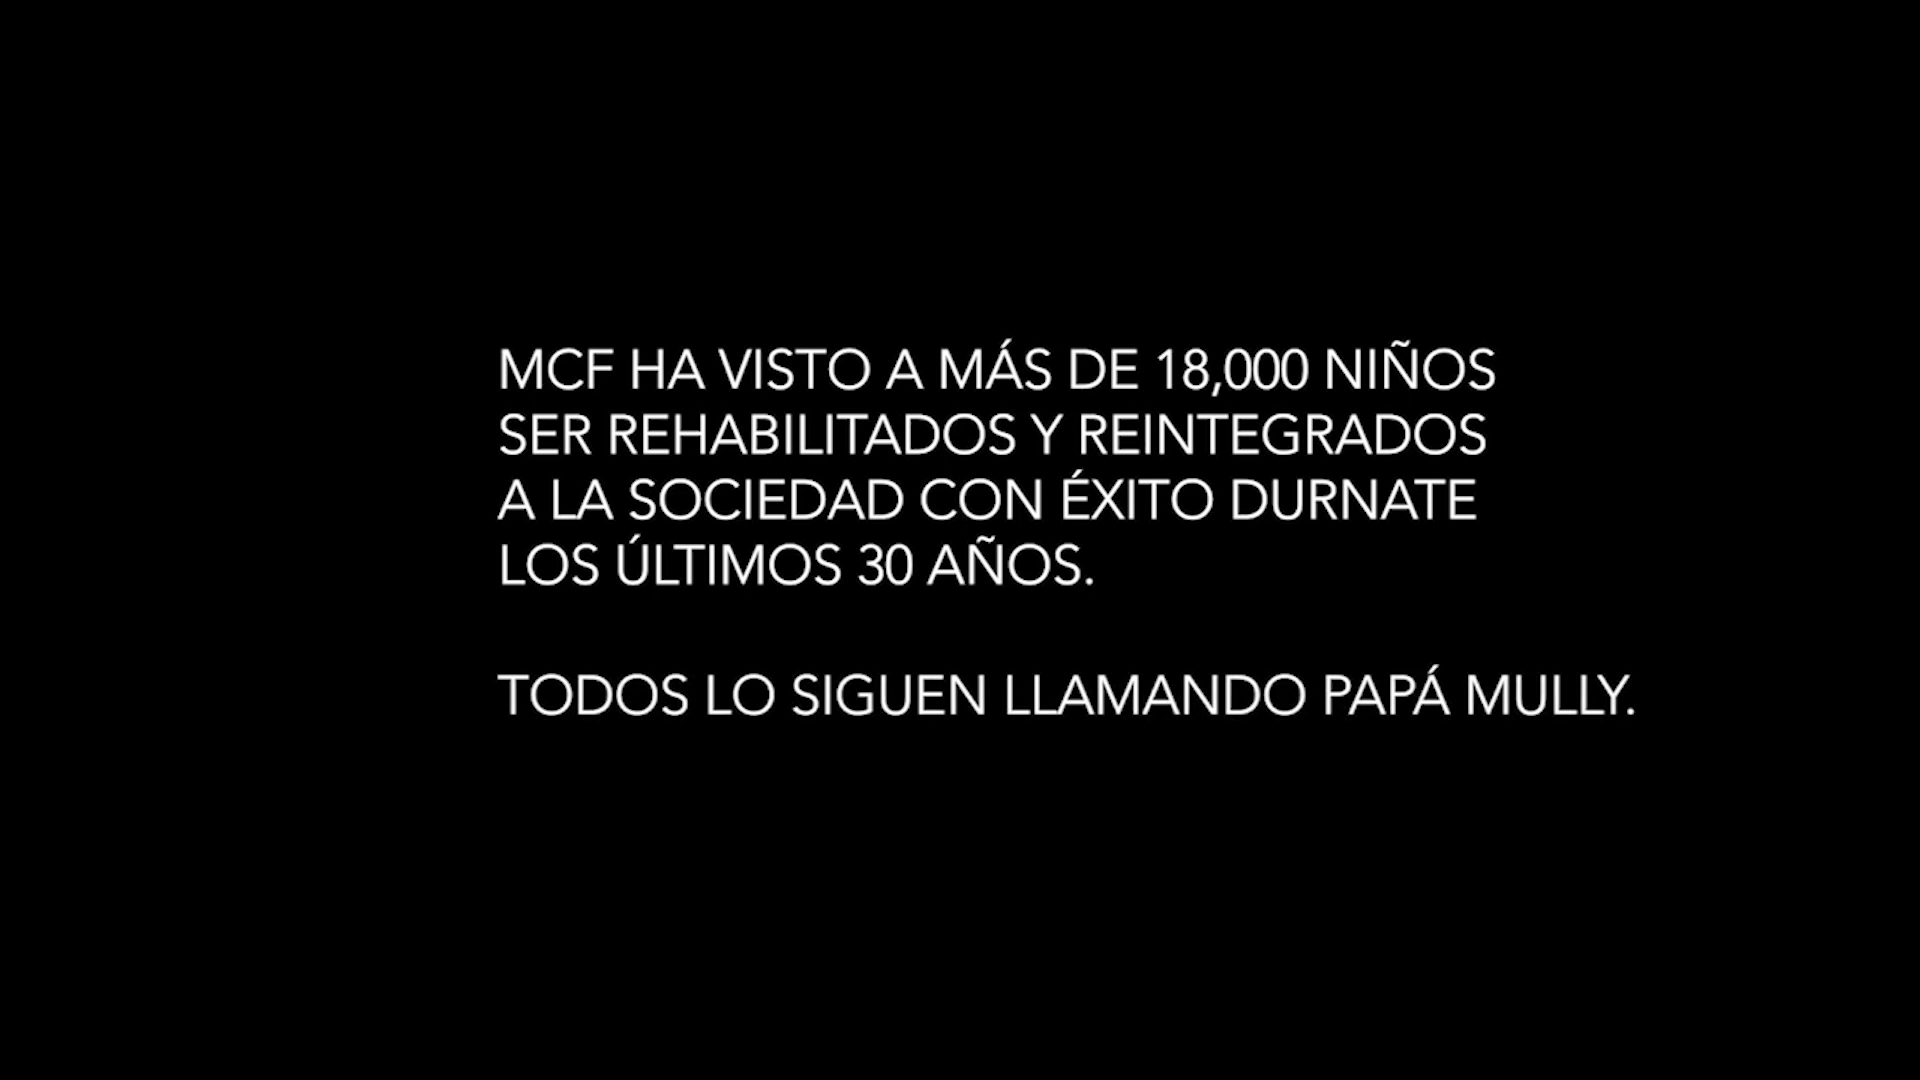 MCF HA VISTO A MÁS DE 18,000 NIÑOS
SER REHABILITADOS Y REINTEGRADOS
A LA SOCIEDAD CON ÉXITO DURNATE
LOS ÚLTIMOS 30 AÑOS.
TODOS LO SIGUEN LLAMANDO PAPÁ MULLY.